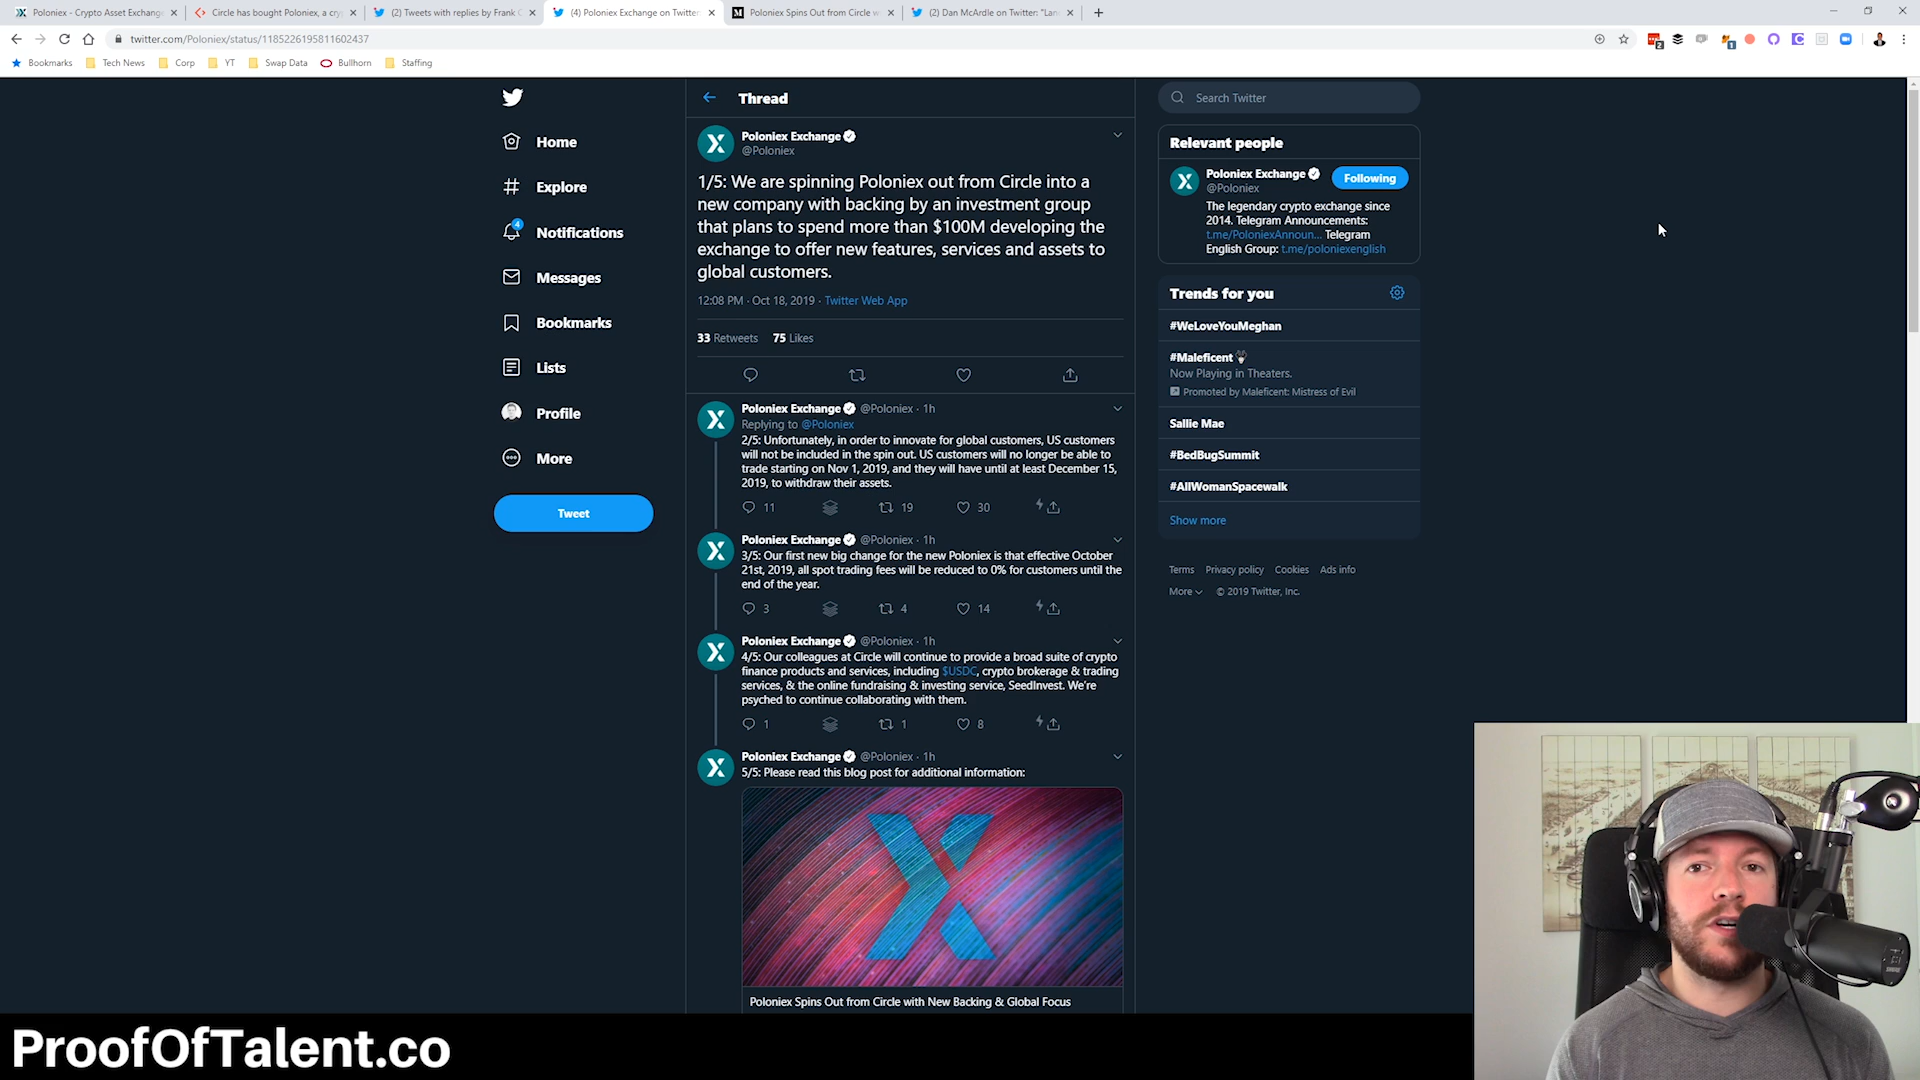 Poloniex - Crypto Asset Exchang
Circle has bought Poloniex, a cry
(2) Tweets with replies by Frank C
(4) Poloniex Exchange on Twitter
Poloniex Spins Out from Circle w
(2) Dan McArdle on Twitter: "Lan
twitter.com/Poloniex/status/1185226195811602437
Bookmarks
Tech News
Corp
YT
Swap Data
Bullhorn
Staffing
Home
Explore
Notifications
Messages
Bookmarks
Lists
Profile
More
Tweet
Thread
Poloniex Exchange
@Poloniex
1/5: We are spinning Poloniex out from Circle into a
new company with backing by an investment group
that plans to spend more than $100M developing the
exchange to offer new features, services and assets to
global customers.
12:08 PM · Oct 18, 2019 · Twitter Web App
33 Retweets 75 Likes
Poloniex Exchange @Poloniex · 1h
Replying to @Poloniex
2/5: Unfortunately, in order to innovate for global customers, US customers
will not be included in the spin out. US customers will no longer be able to
trade starting on Nov 1, 2019, and they will have until at least December 15,
2019, to withdraw their assets.
11 19 30
Poloniex Exchange @Poloniex · 1h
3/5: Our first new big change for the new Poloniex is that effective October
21st, 2019, all spot trading fees will be reduced to 0% for customers until the
end of the year.
3 4 14
Poloniex Exchange @Poloniex · 1h
4/5: Our colleagues at Circle will continue to provide a broad suite of crypto
finance products and services, including $USDC, crypto brokerage & trading
services, & the online fundraising & investing service, SeedInvest. We're
psyched to continue collaborating with them.
1 1 8
Poloniex Exchange @Poloniex · 1h
5/5: Please read this blog post for additional information:
Poloniex Spins Out from Circle with New Backing & Global Focus
Search Twitter
Relevant people
Poloniex Exchange
@Poloniex
Following
The legendary crypto exchange since
2014. Telegram Announcements:
t.me/PoloniexAnnoun... Telegram
English Group: t.me/poloniexenglish
Trends for you
#WeLoveYouMeghan
#Maleficent
Now Playing in Theaters.
Promoted by Maleficent: Mistress of Evil
Sallie Mae
#BedBugSummit
#AllWomanSpacewalk
Show more
Terms Privacy policy Cookies Ads info
More © 2019 Twitter, Inc.
ProofOfTalent.co